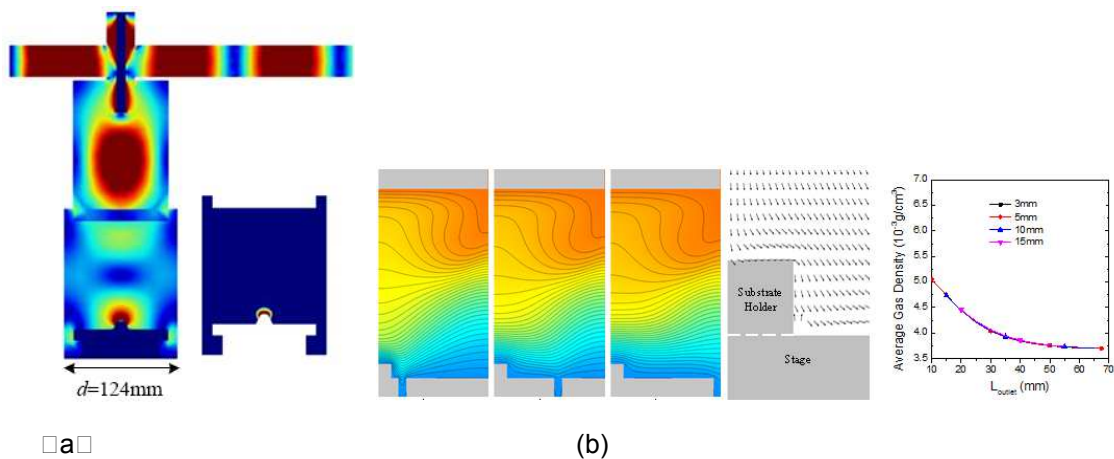 d=124mm
□a□
Substrate
Holder
Stage
(b)
Average Gas Density (10⁻³g/cm³)
7.0
6.5
6.0
5.5
5.0
4.5
4.0
3.5
3mm
5mm
10mm
15mm
10 20 30 40 50 60 70
L_outlet (mm)